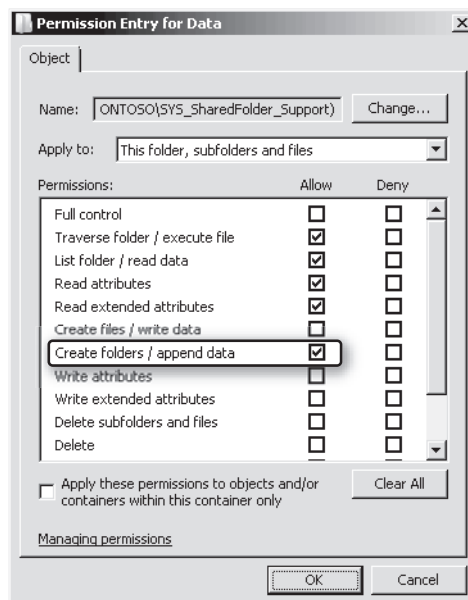 Permission Entry for Data
Object
Name: ONTOSO\SYS_SharedFolder_Support) Change...
Apply to: This folder, subfolders and files
Permissions: Allow Deny
Full control
Traverse folder / execute file
List folder / read data
Read attributes
Read extended attributes
Create files / write data
Create folders / append data
Write attributes
Write extended attributes
Delete subfolders and files
Delete
Apply these permissions to objects and/or Clear All
containers within this container only
Managing permissions
OK Cancel